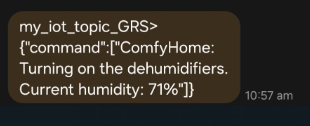 my_iot_topic_GRS>
{"command":["ComfyHome:
Turning on the dehumidifiers.
Current humidity: 71%"]}
10:57 am